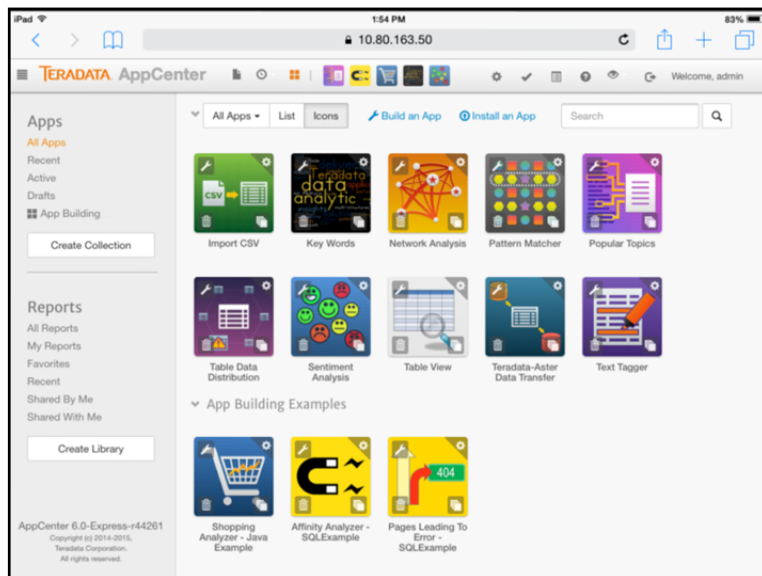 iPad 1:54 PM 83%
10.80.163.50
TERADATA AppCenter Welcome, admin
Apps
All Apps
Recent
Active
Drafts
App Building
Create Collection
Reports
All Reports
My Reports
Favorites
Recent
Shared By Me
Shared With Me
Create Library
AppCenter 6.0-Express-r44261
Copyright (c) 2014-2015,
Teradata Corporation.
All rights reserved.
All Apps List Icons Build an App Install an App Search
CSV
Teradata
data
analytic
insights
Import CSV Key Words Network Analysis Pattern Matcher Popular Topics
Table Data Distribution
Sentiment Analysis
Table View
Teradata-Aster Data Transfer
Text Tagger
App Building Examples
404
Shopping
Analyzer - Java
Example
Affinity Analyzer -
SQLExample
Pages Leading To
Error -
SQLExample